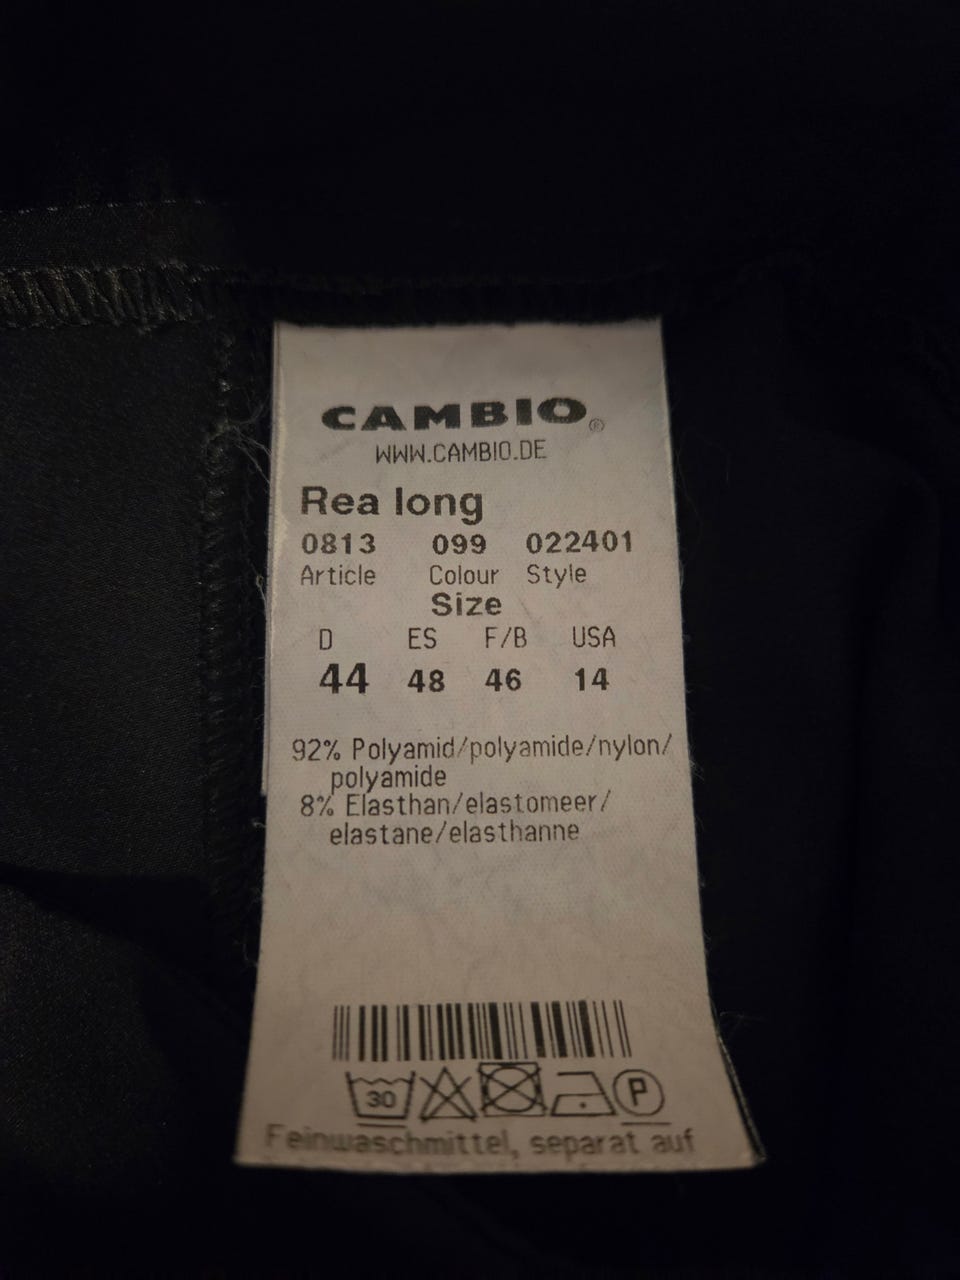 CAMBIO®
WWW.CAMBIO.DE
Rea long
0813 099 022401
Article Colour Style
Size
D ES F/B USA
44 48 46 14
92% Polyamid/polyamide/nylon/
polyamide
8% Elasthan/elastomeer/
elastane/elasthanne
30 P
Feinwaschmittel, separat auf